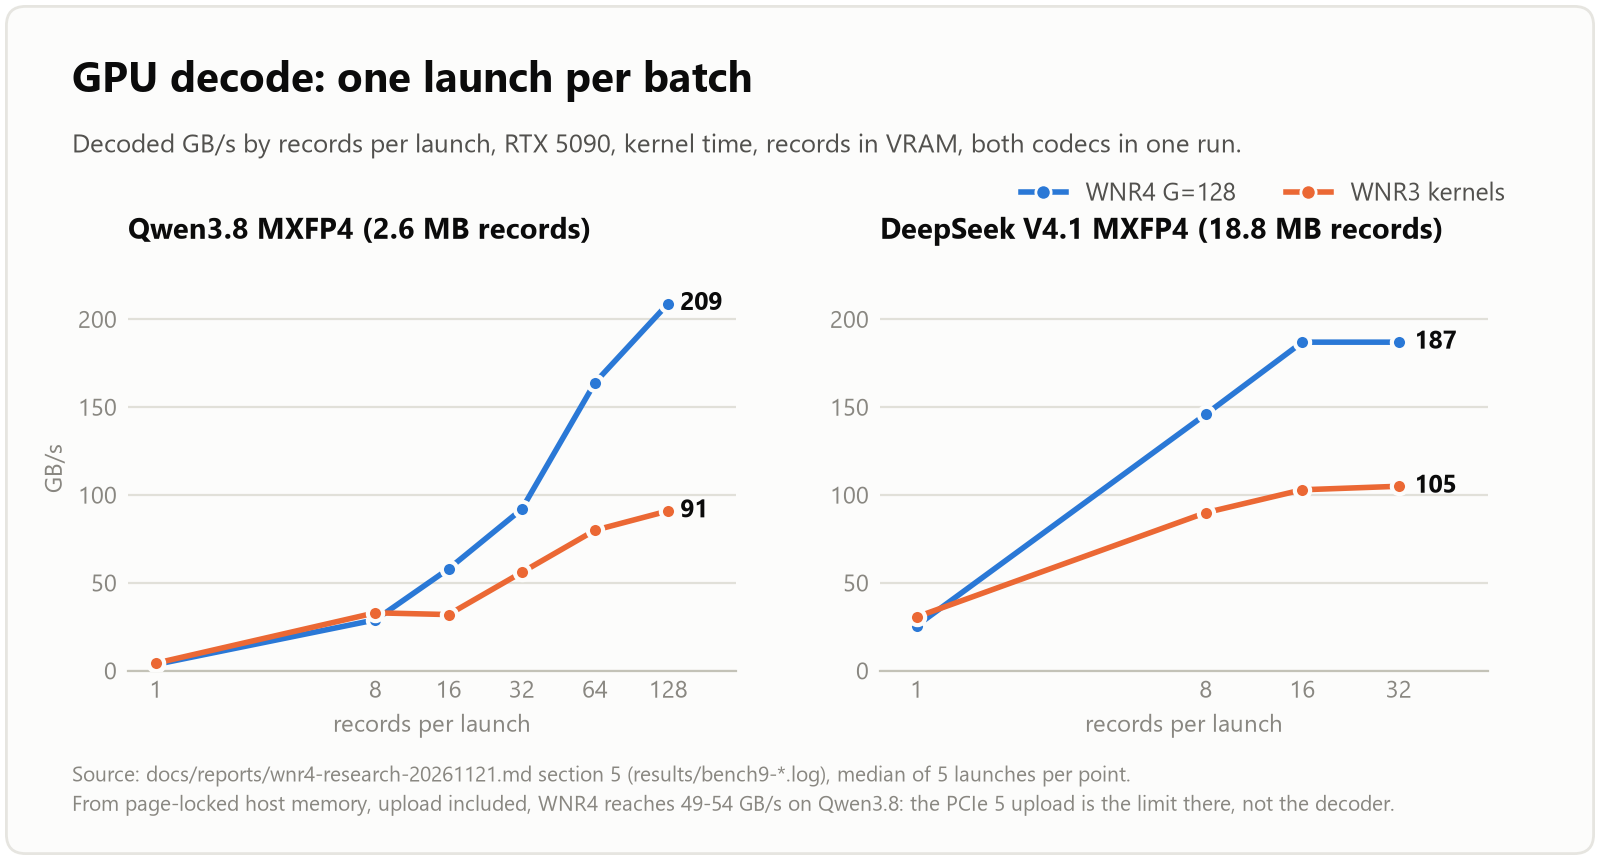 GPU decode: one launch per batch
Decoded GB/s by records per launch, RTX 5090, kernel time, records in VRAM, both codecs in one run.
WNR4 G=128
WNR3 kernels
Qwen3.8 MXFP4 (2.6 MB records)
209
200
150
100
91
50
0
GB/s
1
8
16
32
64
128
records per launch
DeepSeek V4.1 MXFP4 (18.8 MB records)
200
187
150
105
100
50
0
1
8
16
32
records per launch
Source: docs/reports/wnr4-research-20261121.md section 5 (results/bench9-*.log), median of 5 launches per point.
From page-locked host memory, upload included, WNR4 reaches 49-54 GB/s on Qwen3.8: the PCIe 5 upload is the limit there, not the decoder.